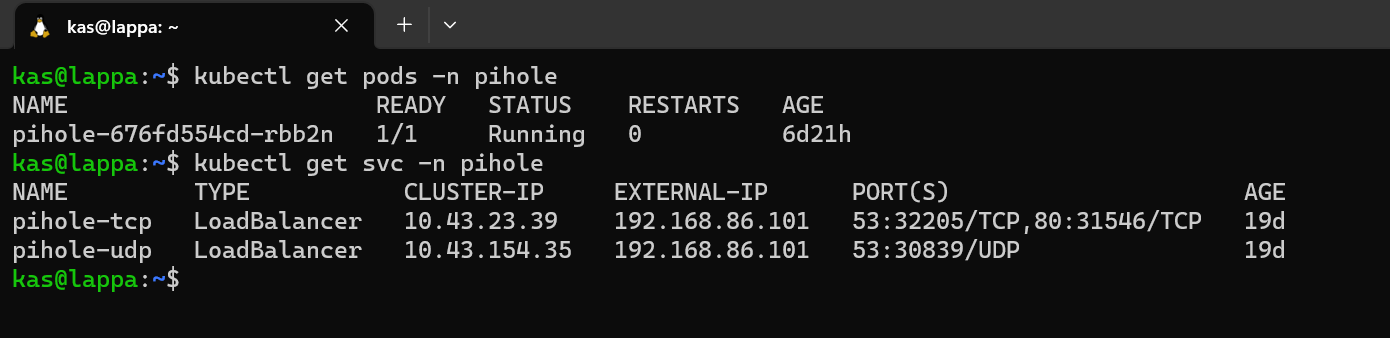 kas@lappa: ~
kas@lappa:~$ kubectl get pods -n pihole
NAME                      READY   STATUS    RESTARTS   AGE
pihole-676fd554cd-rbb2n   1/1     Running   0          6d21h
kas@lappa:~$ kubectl get svc -n pihole
NAME         TYPE           CLUSTER-IP     EXTERNAL-IP      PORT(S)                     AGE
pihole-tcp   LoadBalancer   10.43.23.39    192.168.86.101   53:32205/TCP,80:31546/TCP   19d
pihole-udp   LoadBalancer   10.43.154.35   192.168.86.101   53:30839/UDP                19d
kas@lappa:~$